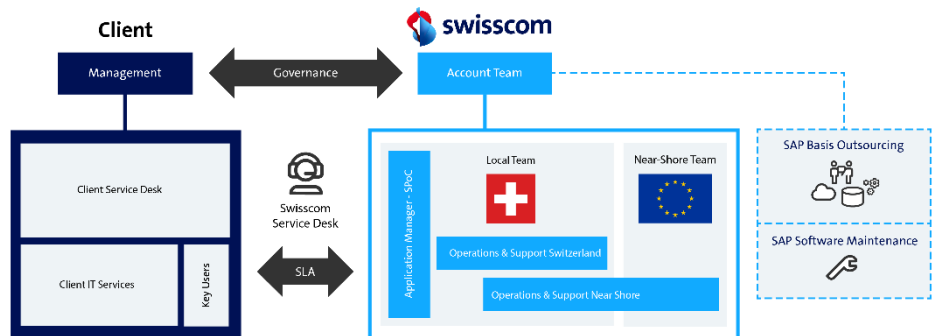 Client
swisscom
Management
Governance
Account Team
Client Service Desk
Client IT Services
Key Users
Swisscom
Service Desk
SLA
Application Manager - SPoC
Local Team
Near-Shore Team
Operations & Support Switzerland
Operations & Support Near Shore
SAP Basis Outsourcing
SAP Software Maintenance